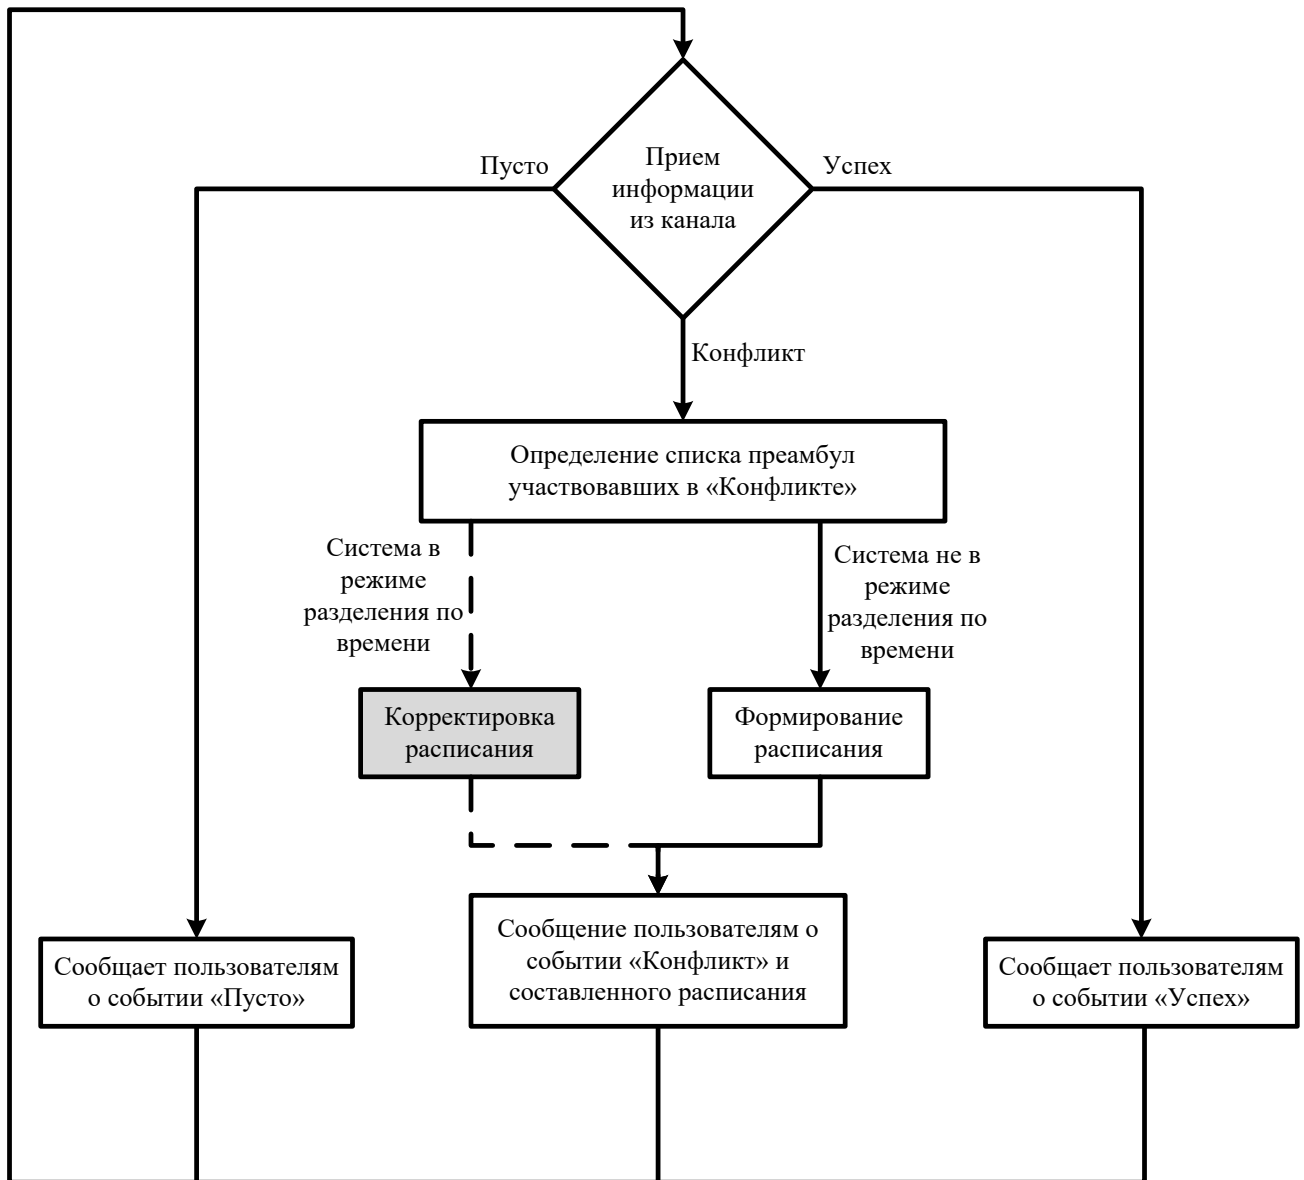 Прием
информации
из канала
Пусто
Успех
Конфликт
Определение списка преамбул
участвовавших в «Конфликте»
Система в
режиме
разделения по
времени
Система не в
режиме
разделения по
времени
Корректировка
расписания
Формирование
расписания
Сообщает пользователям
о событии «Пусто»
Сообщение пользователям о
событии «Конфликт» и
составленного расписания
Сообщает пользователям
о событии «Успех»